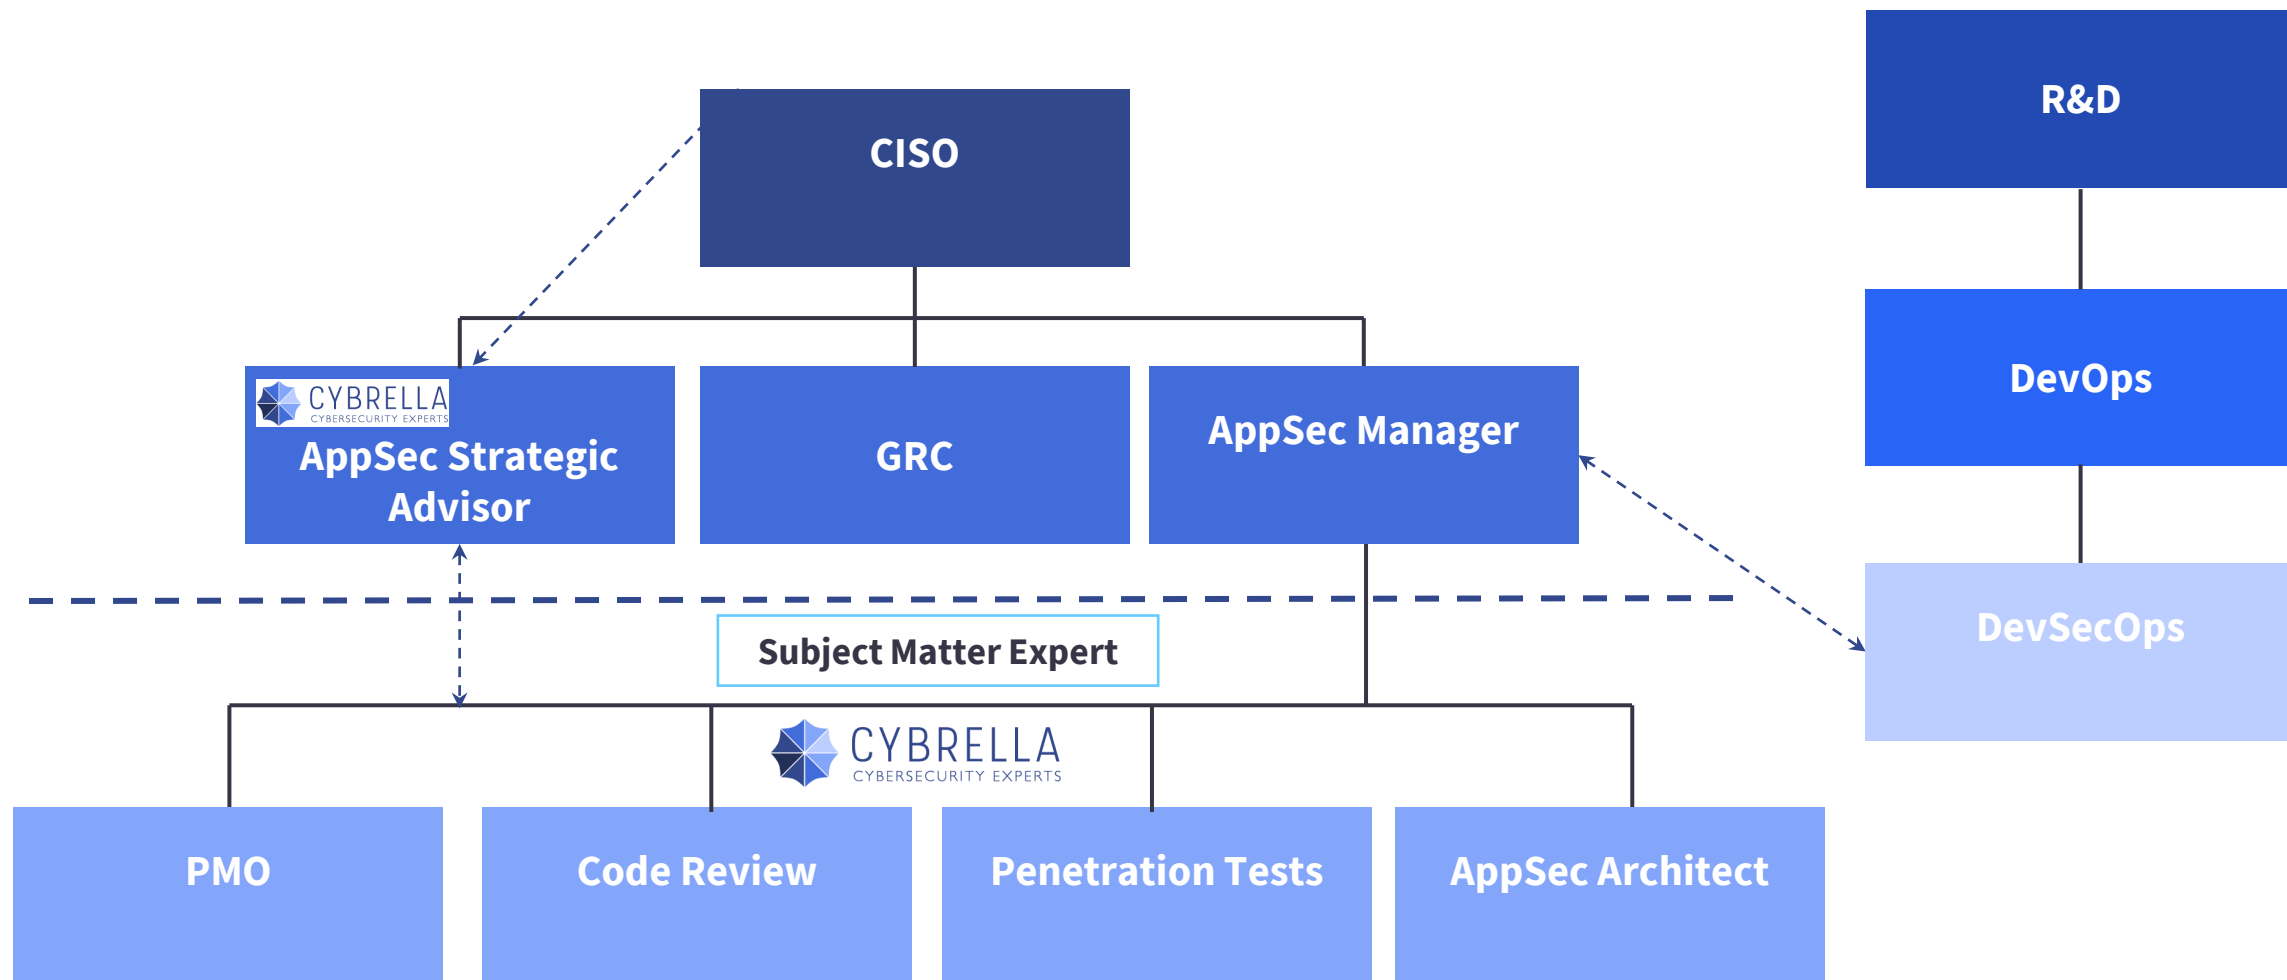 R&D
CISO
DevOps
CYBRELLA
CYBERSECURITY EXPERTS
AppSec Strategic
Advisor
GRC
AppSec Manager
DevSecOps
Subject Matter Expert
CYBRELLA
CYBERSECURITY EXPERTS
PMO
Code Review
Penetration Tests
AppSec Architect